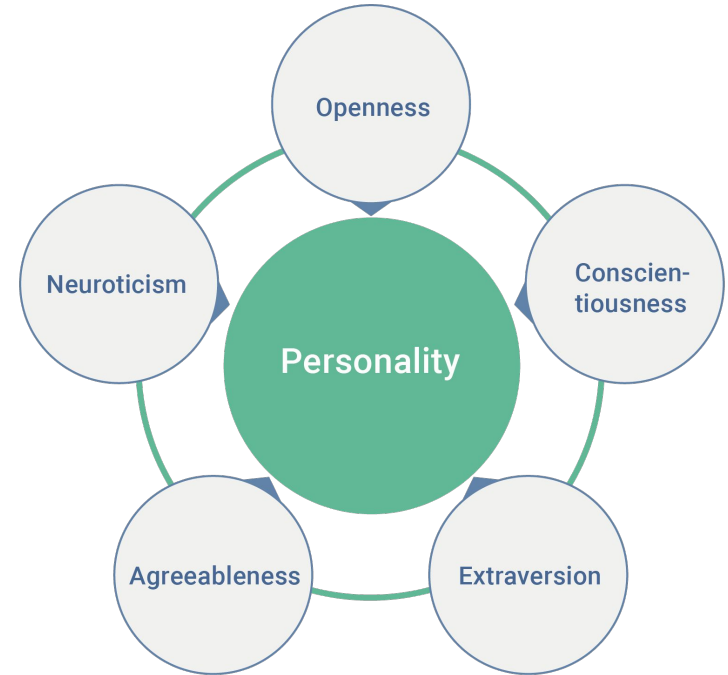 Openness
Conscien-
tiousness
Neuroticism
Personality
Agreeableness
Extraversion